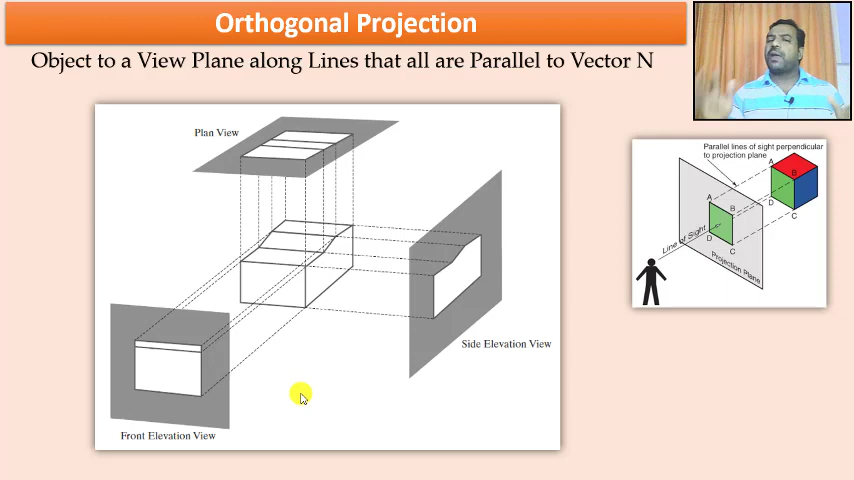 Orthogonal Projection
Object to a View Plane along Lines that all are Parallel to Vector N
Plan View
Side Elevation View
Front Elevation View
Parallel lines of sight perpendicular
to projection plane
A
B
D
C
A
B
D
C
Line of Sight
Projection Plane